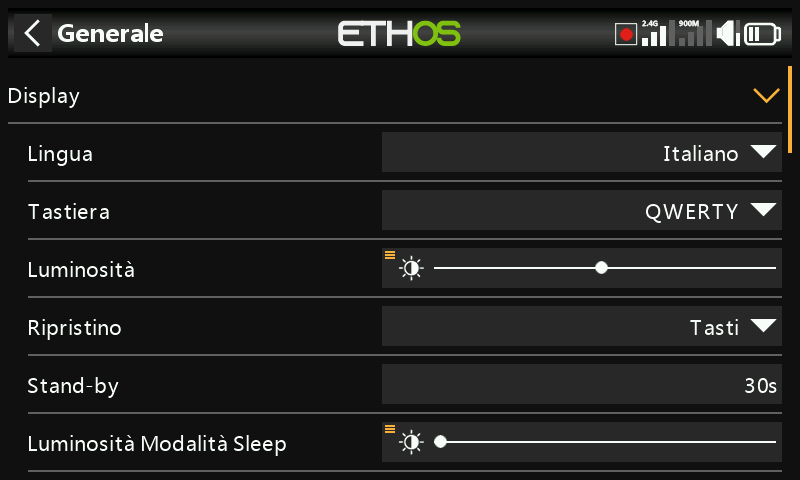 Generale
ETHOS
2.4G
900M
Display
Lingua
Italiano
Tastiera
QWERTY
Luminosità
Ripristino
Tasti
Stand-by
30s
Luminosità Modalità Sleep